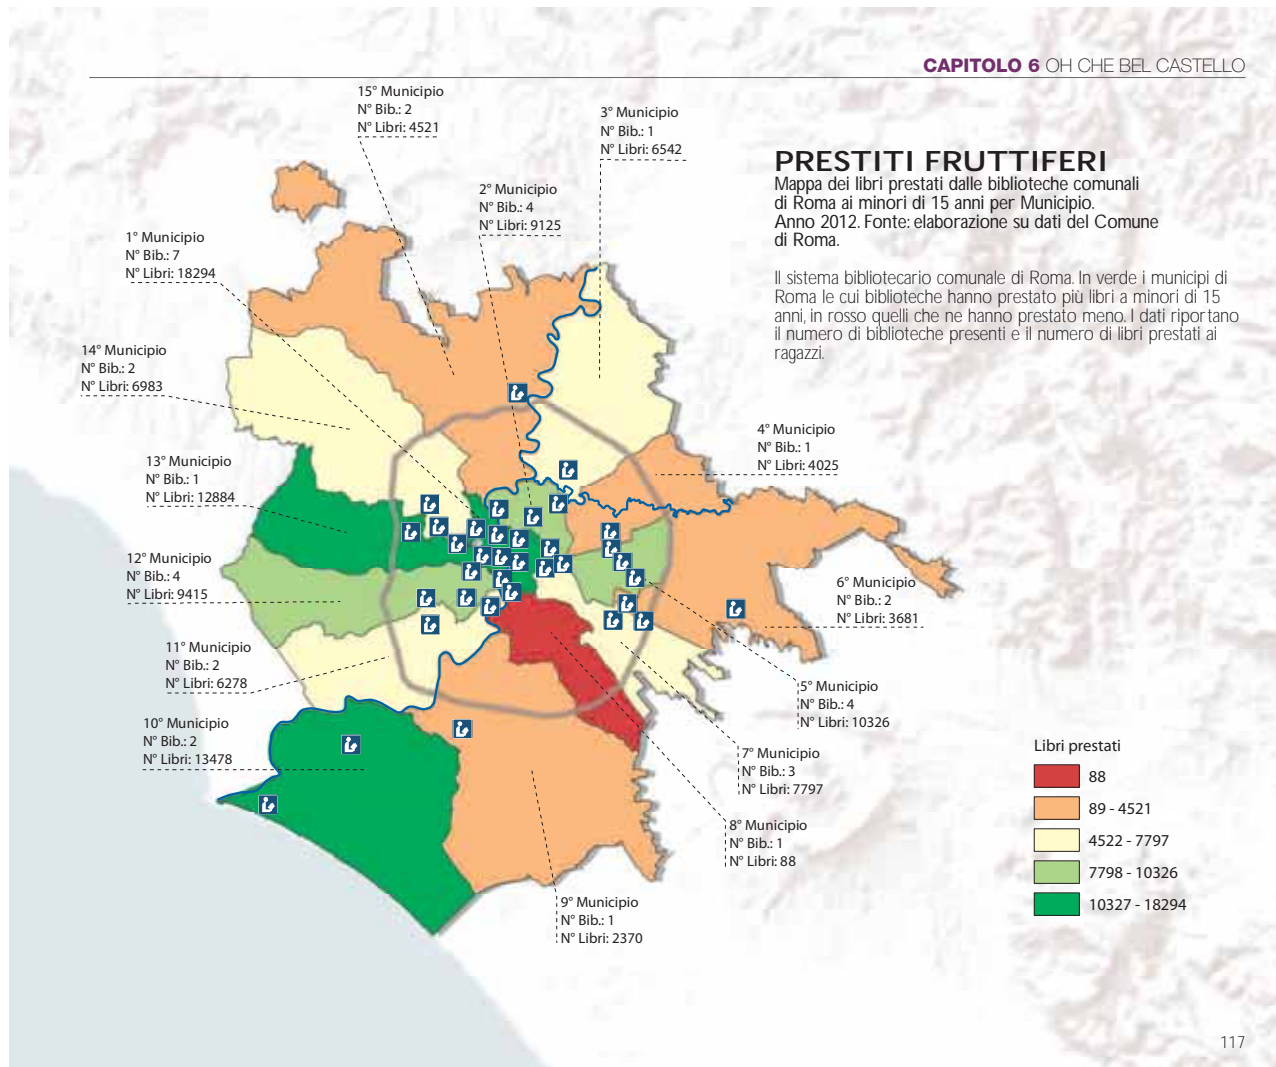 CAPITOLO 6 OH CHE BEL CASTELLO
15° Municipio
N° Bib.: 2
N° Libri: 4521
3° Municipio
N° Bib.: 1
N° Libri: 6542
PRESTITI FRUTTIFERI
Mappa dei libri prestati dalle biblioteche comunali
di Roma ai minori di 15 anni per Municipio.
Anno 2012. Fonte: elaborazione su dati del Comune
di Roma.
Il sistema bibliotecario comunale di Roma. In verde i municipi di
Roma le cui biblioteche hanno prestato più libri a minori di 15
anni, in rosso quelli che ne hanno prestato meno. I dati riportano
il numero di biblioteche presenti e il numero di libri prestati ai
ragazzi.
2° Municipio
N° Bib.: 4
N° Libri: 9125
1° Municipio
N° Bib.: 7
N° Libri: 18294
14° Municipio
N° Bib.: 2
N° Libri: 6983
4° Municipio
N° Bib.: 1
N° Libri: 4025
13° Municipio
N° Bib.: 1
N° Libri: 12884
12° Municipio
N° Bib.: 4
N° Libri: 9415
6° Municipio
N° Bib.: 2
N° Libri: 3681
11° Municipio
N° Bib.: 2
N° Libri: 6278
5° Municipio
N° Bib.: 4
N° Libri: 10326
10° Municipio
N° Bib.: 2
N° Libri: 13478
7° Municipio
N° Bib.: 3
N° Libri: 7797
8° Municipio
N° Bib.: 1
N° Libri: 88
9° Municipio
N° Bib.: 1
N° Libri: 2370
Libri prestati
88
89 - 4521
4522 - 7797
7798 - 10326
10327 - 18294
117